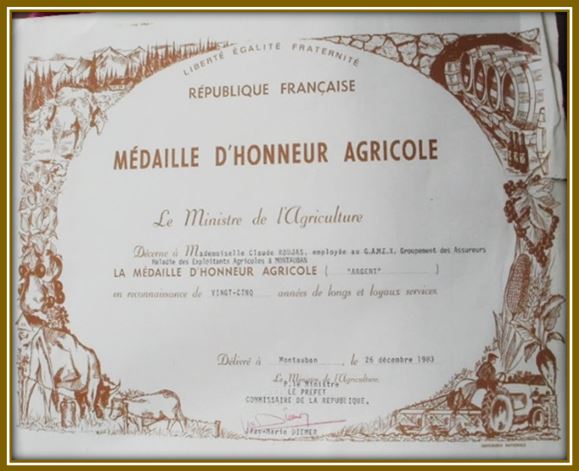 LIBERTÉ EGALITÉ FRATERNITÉ
RÉPUBLIQUE FRANÇAISE
MÉDAILLE D'HONNEUR AGRICOLE
Le Ministre de l'Agriculture
Décerne à Mademoiselle Claude ROUJAS, employée au G.A.M.E.X. Groupement des Assureurs
Maladie des Exploitants Agricoles à MONTAUBAN
LA MÉDAILLE D'HONNEUR AGRICOLE ( "ARGENT" )
en reconnaissance de VINGT-CINQ années de longs et loyaux services.
Délivré à Montauban, le 26 décembre 1983
Le Ministre de l'Agriculture,
P.le Ministre
LE PREFET
COMMISSAIRE DE LA REPUBLIQUE,
Jean-Marie DIEMER
IMPRIMERIE NATIONALE